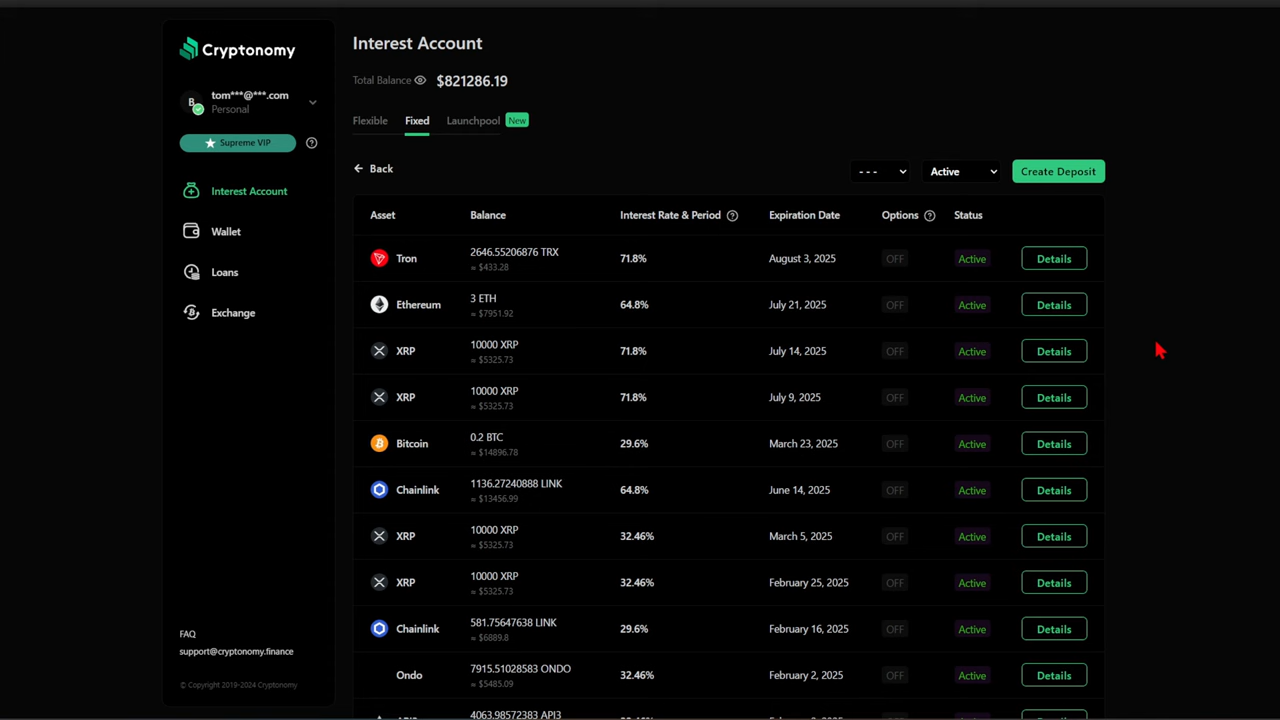 Cryptonomy
B
tom***@***.com
Personal
Supreme VIP
Interest Account
Wallet
Loans
Exchange
FAQ
support@cryptonomy.finance
© Copyright 2019-2024 Cryptonomy
Interest Account
Total Balance $821286.19
Flexible Fixed Launchpool New
Back
--- Active Create Deposit
Asset Balance Interest Rate & Period Expiration Date Options Status
Tron 2646.55206876 TRX 71.8% August 3, 2025 OFF Active Details
≈ $433.28
Ethereum 3 ETH 64.8% July 21, 2025 OFF Active Details
≈ $7951.92
XRP 10000 XRP 71.8% July 14, 2025 OFF Active Details
≈ $5325.73
XRP 10000 XRP 71.8% July 9, 2025 OFF Active Details
≈ $5325.73
Bitcoin 0.2 BTC 29.6% March 23, 2025 OFF Active Details
≈ $14896.78
Chainlink 1136.27240888 LINK 64.8% June 14, 2025 OFF Active Details
≈ $13456.99
XRP 10000 XRP 32.46% March 5, 2025 OFF Active Details
≈ $5325.73
XRP 10000 XRP 32.46% February 25, 2025 OFF Active Details
≈ $5325.73
Chainlink 581.75647638 LINK 29.6% February 16, 2025 OFF Active Details
≈ $6889.8
Ondo 7915.51028583 ONDO 32.46% February 2, 2025 OFF Active Details
≈ $5485.09
4063.98572383 API3